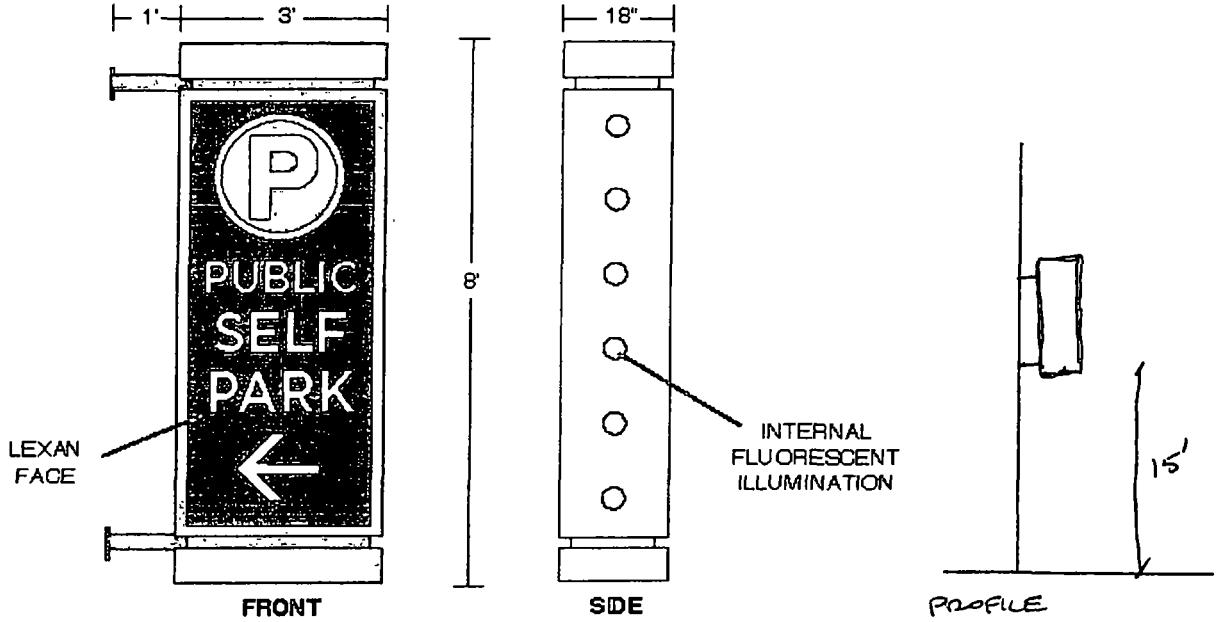 1'
3'
18"
P
PUBLIC
SELF
PARK
8'
LEXAN
FACE
INTERNAL
FLUORESCENT
ILLUMINATION
15'
FRONT
SIDE
PROFILE